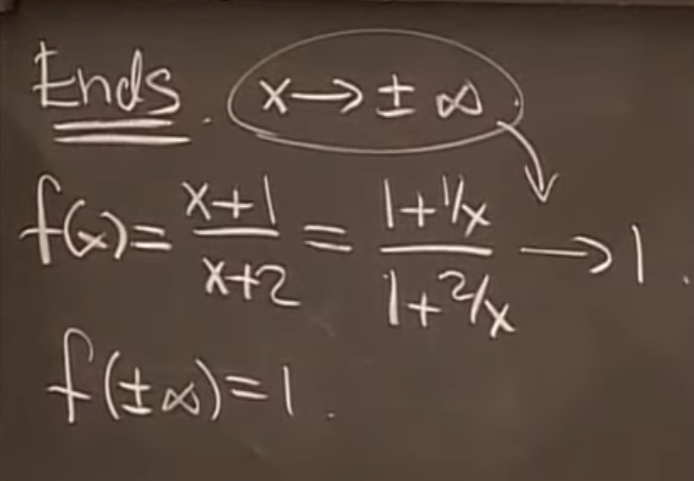 Ends. x → ± ∞
f(x) = x+1/x+2 = 1+1/x / 1+2/x → 1.
f(±∞) = 1.